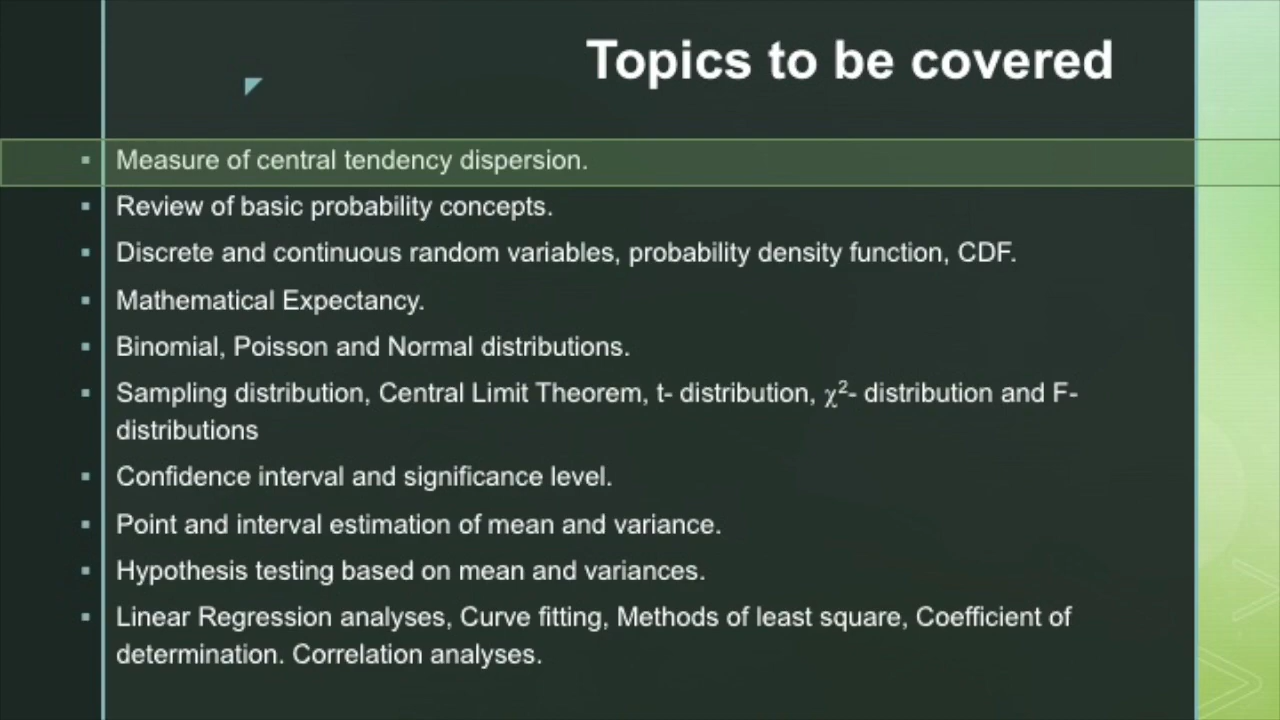 Topics to be covered
▪ Measure of central tendency dispersion.
▪ Review of basic probability concepts.
▪ Discrete and continuous random variables, probability density function, CDF.
▪ Mathematical Expectancy.
▪ Binomial, Poisson and Normal distributions.
▪ Sampling distribution, Central Limit Theorem, t- distribution, χ²- distribution and F-
distributions
▪ Confidence interval and significance level.
▪ Point and interval estimation of mean and variance.
▪ Hypothesis testing based on mean and variances.
▪ Linear Regression analyses, Curve fitting, Methods of least square, Coefficient of
determination. Correlation analyses.